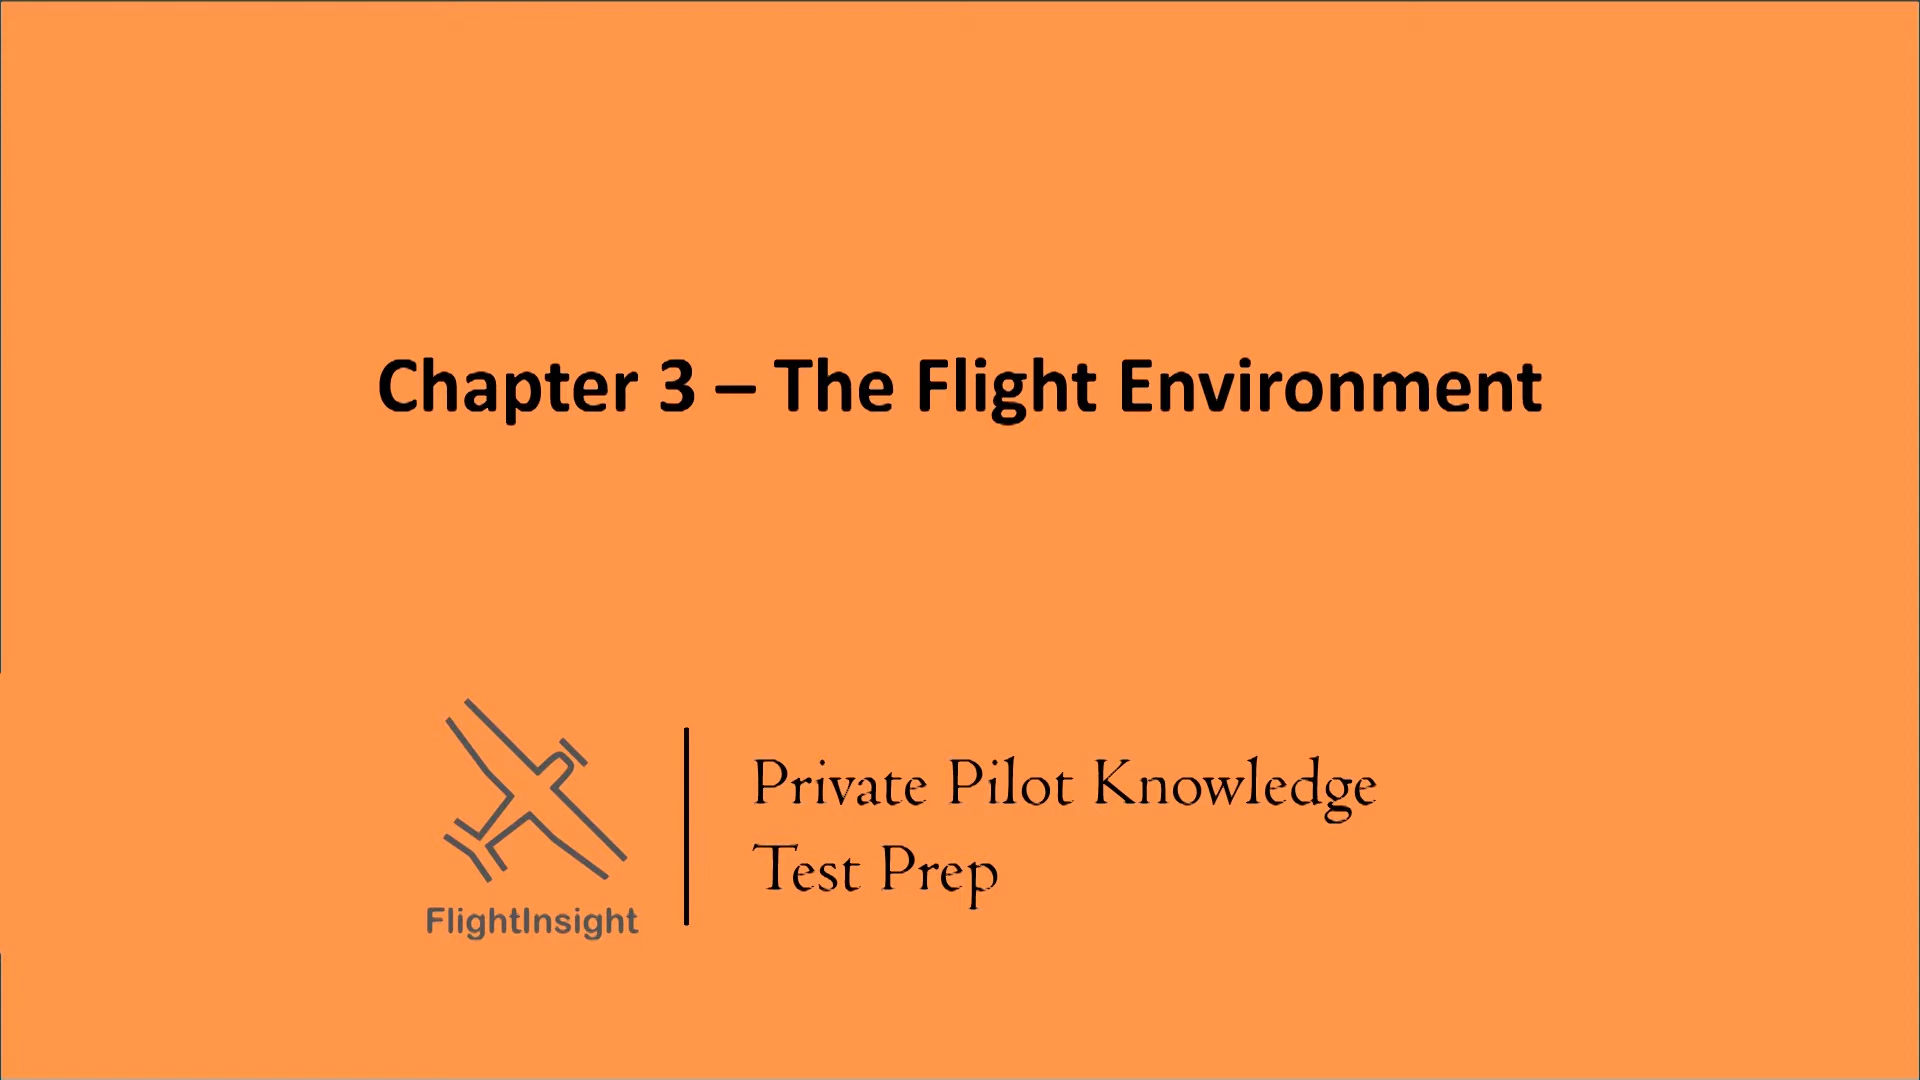 Chapter 3 – The Flight Environment
Private Pilot Knowledge
Test Prep
FlightInsight